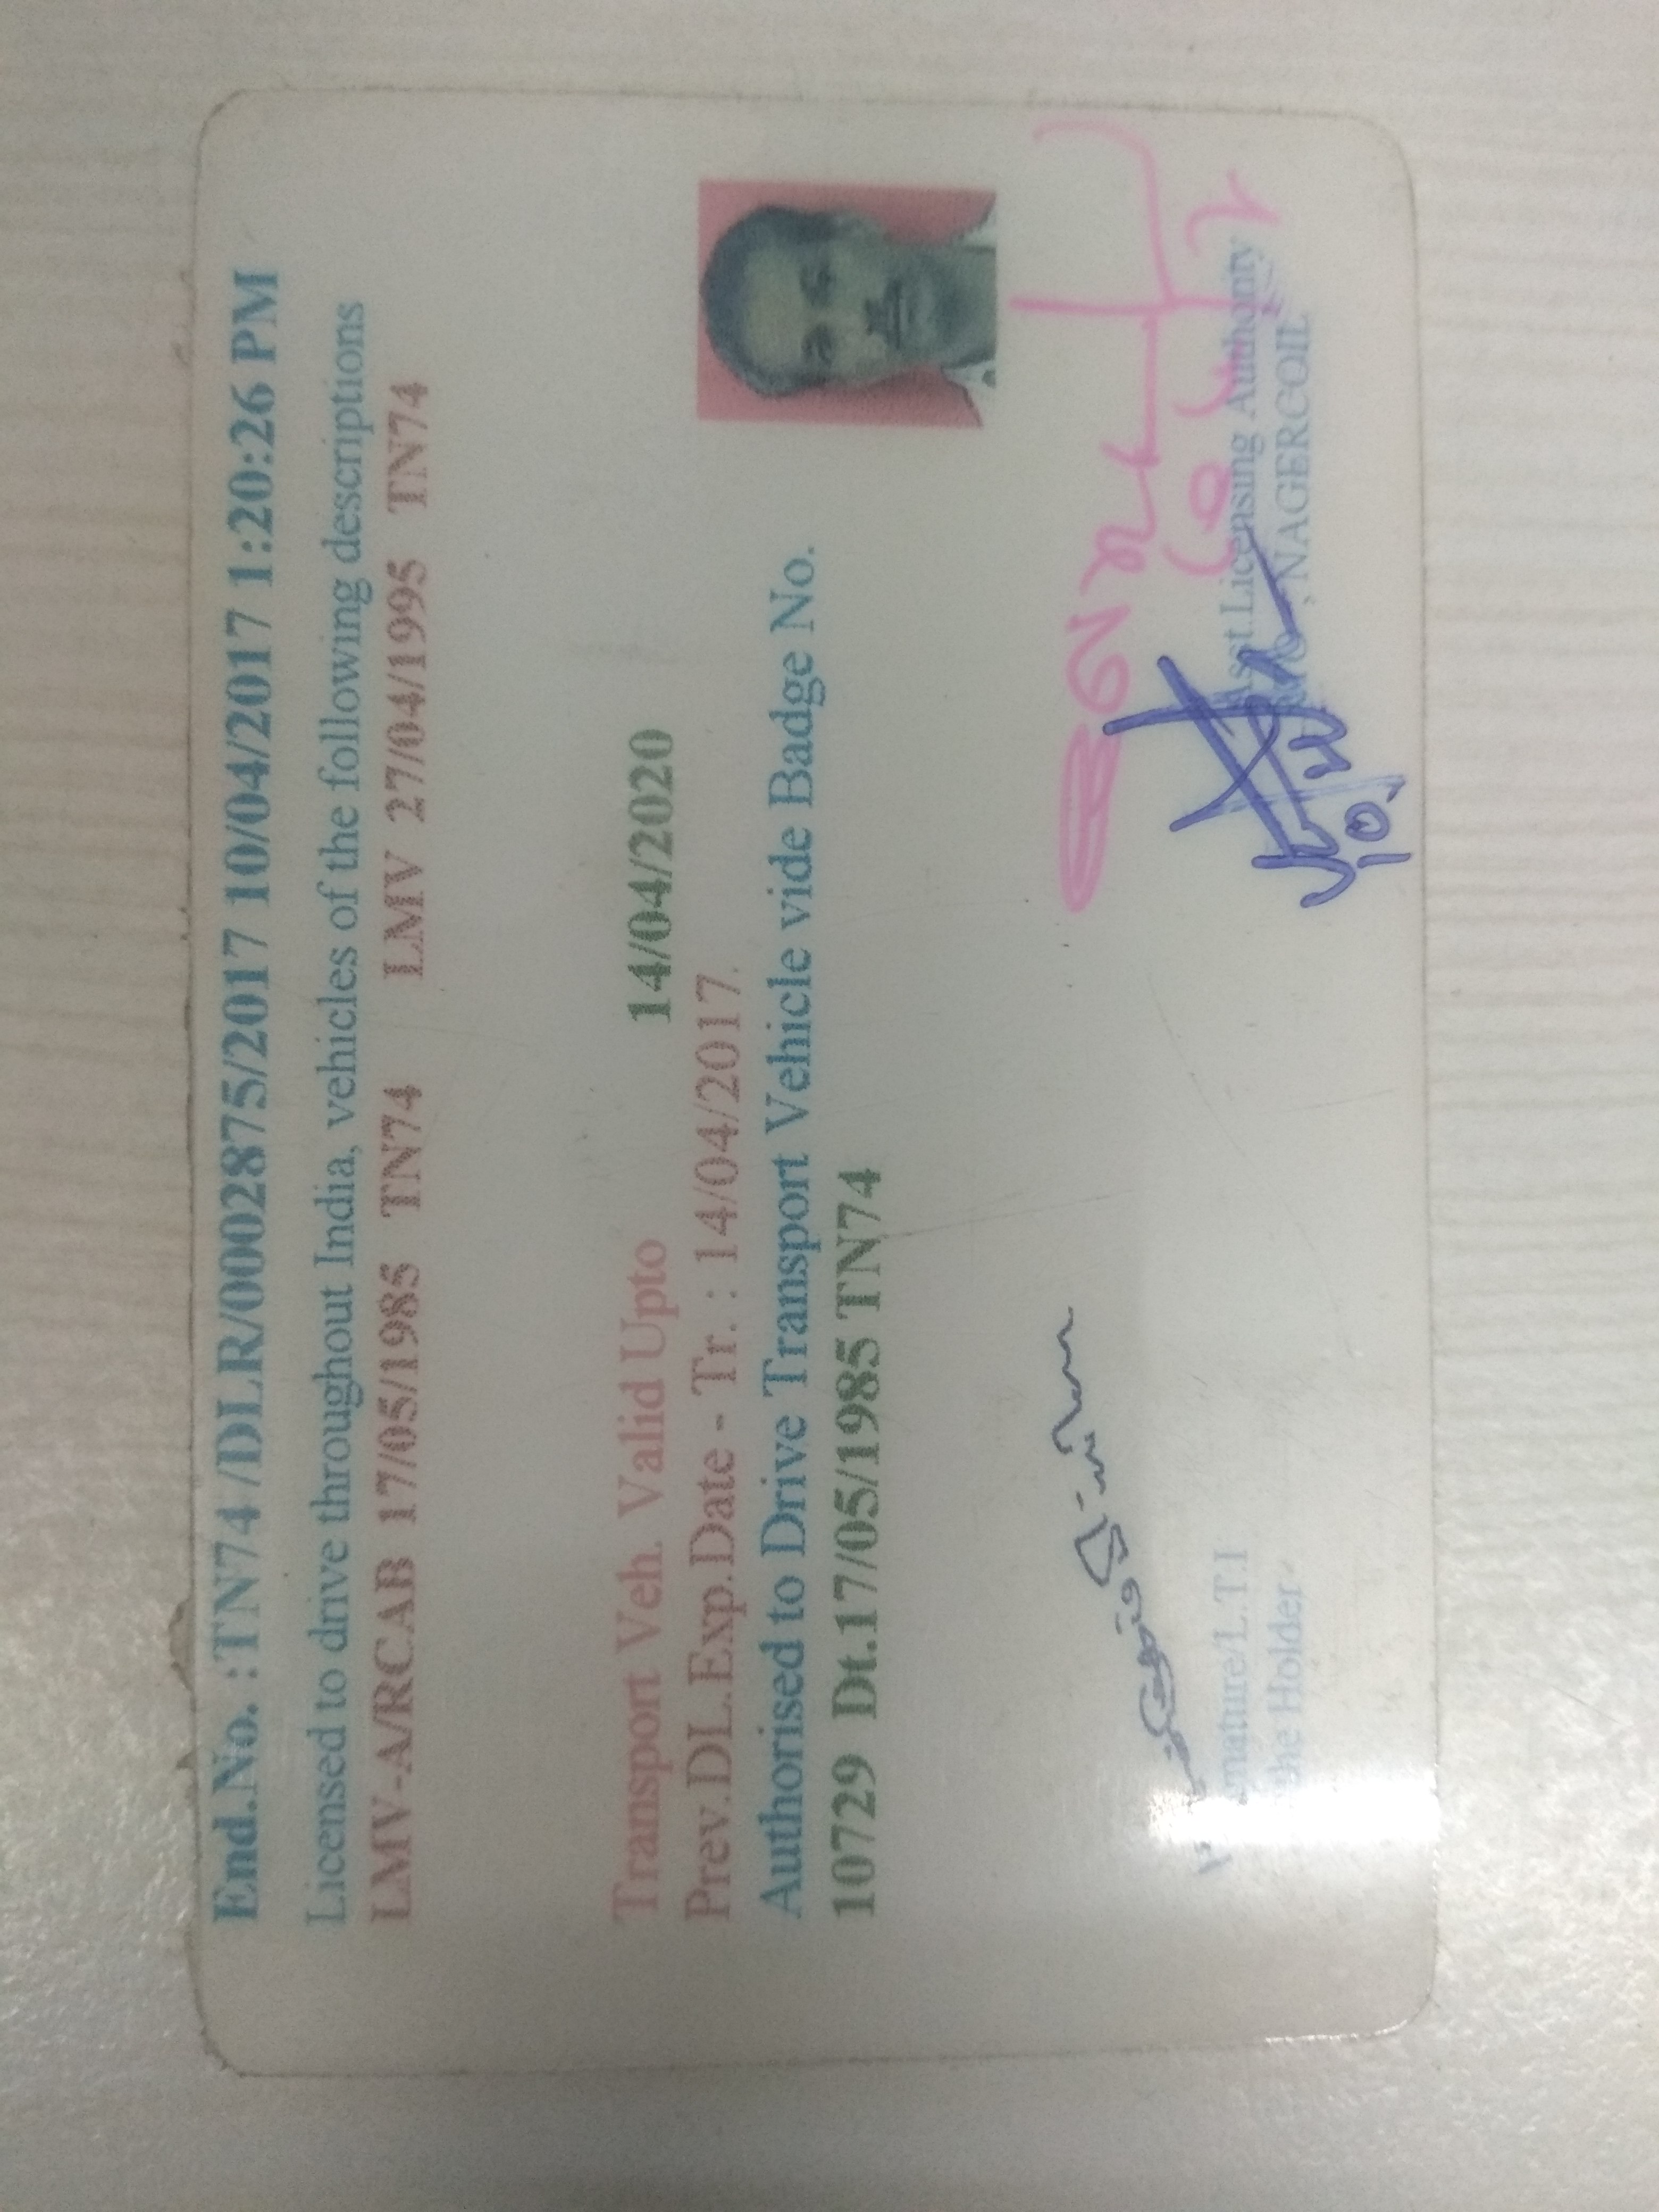 End.No. :TN74 /DLR/0002875/2017 10/04/2017 1:20:26 PM
Licensed to drive throughout India, vehicles of the following descriptions
LMV-A/RCAB 17/05/1985 TN74 LMV 27/04/1995 TN74
Transport Veh. Valid Upto 14/04/2020
Prev.DL.Exp.Date - Tr. : 14/04/2017
Authorised to Drive Transport Vehicle vide Badge No.
10729 Dt.17/05/1985 TN74
Asst.Licensing Authority
NAGERCOIL
the Holder